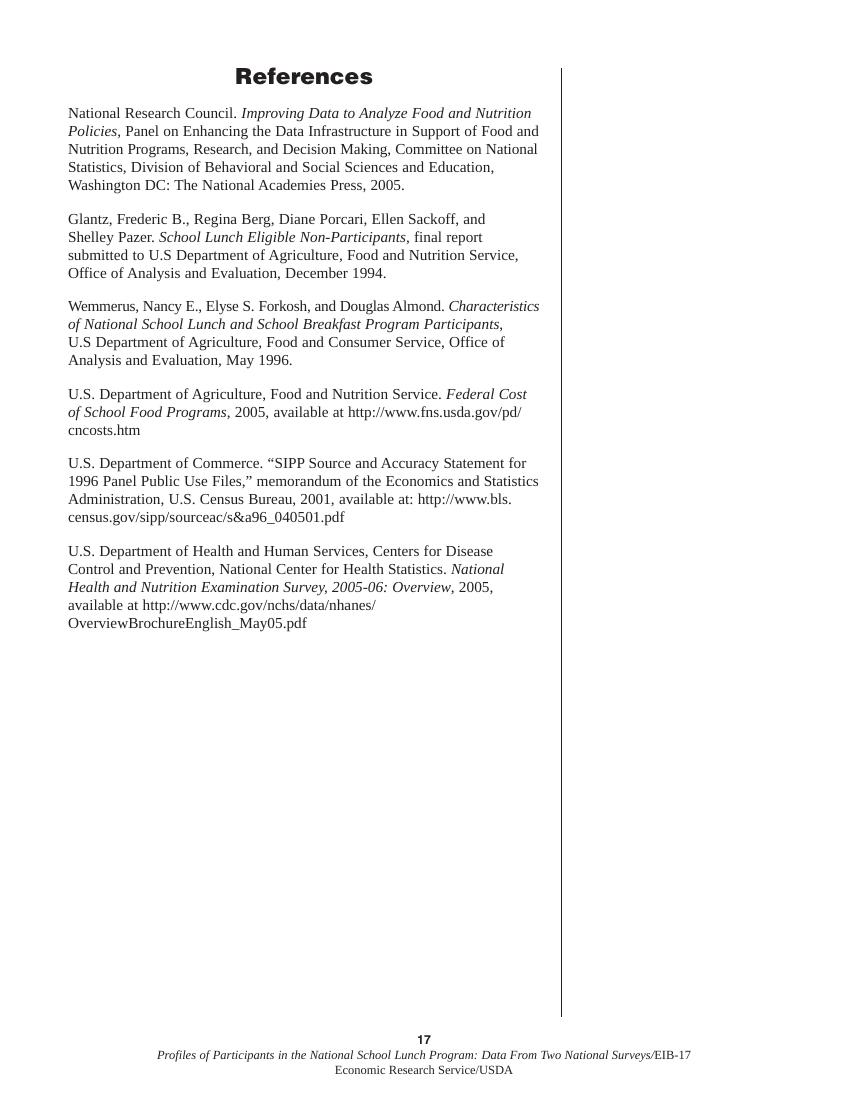 References
National Research Council. Improving Data to Analyze Food and Nutrition
Policies, Panel on Enhancing the Data Infrastructure in Support of Food and
Nutrition Programs, Research, and Decision Making, Committee on National
Statistics, Division of Behavioral and Social Sciences and Education,
Washington DC: The National Academies Press, 2005.
Glantz, Frederic B., Regina Berg, Diane Porcari, Ellen Sackoff, and
Shelley Pazer. School Lunch Eligible Non-Participants, final report
submitted to U.S Department of Agriculture, Food and Nutrition Service,
Office of Analysis and Evaluation, December 1994.
Wemmerus, Nancy E., Elyse S. Forkosh, and Douglas Almond. Characteristics
of National School Lunch and School Breakfast Program Participants,
U.S Department of Agriculture, Food and Consumer Service, Office of
Analysis and Evaluation, May 1996.
U.S. Department of Agriculture, Food and Nutrition Service. Federal Cost
of School Food Programs, 2005, available at http://www.fns.usda.gov/pd/
cncosts.htm
U.S. Department of Commerce. “SIPP Source and Accuracy Statement for
1996 Panel Public Use Files,” memorandum of the Economics and Statistics
Administration, U.S. Census Bureau, 2001, available at: http://www.bls.
census.gov/sipp/sourceac/s&a96_040501.pdf
U.S. Department of Health and Human Services, Centers for Disease
Control and Prevention, National Center for Health Statistics. National
Health and Nutrition Examination Survey, 2005-06: Overview, 2005,
available at http://www.cdc.gov/nchs/data/nhanes/
OverviewBrochureEnglish_May05.pdf
17
Profiles of Participants in the National School Lunch Program: Data From Two National Surveys/EIB-17
Economic Research Service/USDA